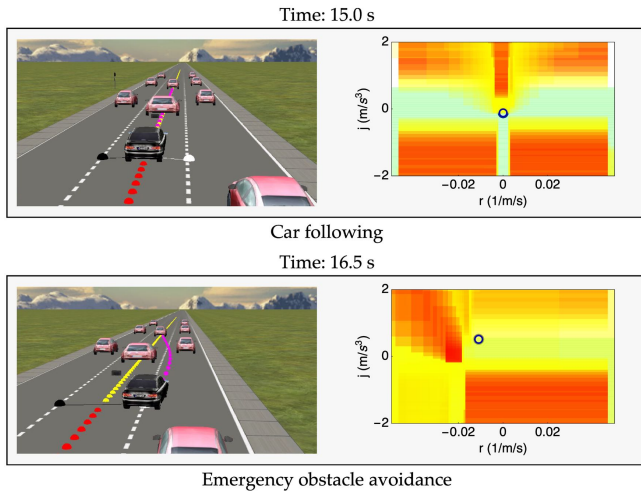 Time: 15.0 s
2
0
−2
j (m/s³)
−0.02 0 0.02
r (1/m/s)
Car following
Time: 16.5 s
2
0
−2
j (m/s³)
−0.02 0 0.02
r (1/m/s)
Emergency obstacle avoidance